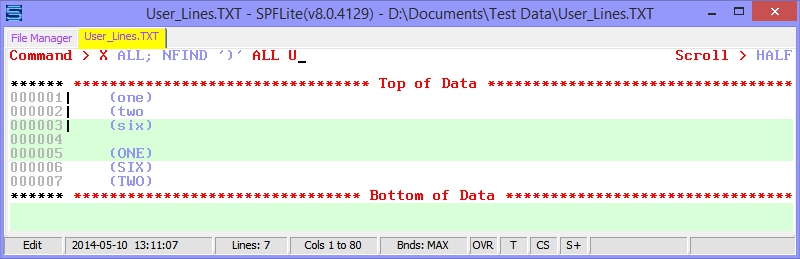 User_Lines.TXT - SPFLite(v8.0.4129) - D:\Documents\Test Data\User_Lines.TXT
File Manager User_Lines.TXT
Command > X ALL; NFIND ')' ALL U_ Scroll > HALF
****** ********************************* Top of Data *********************************
000001| (one)
000002| (two
000003| (six)
000004
000005 (ONE)
000006 (SIX)
000007 (TWO)
****** ******************************** Bottom of Data ********************************
Edit 2014-05-10 13:11:07 Lines: 7 Cols 1 to 80 Bnds: MAX OVR T CS S+